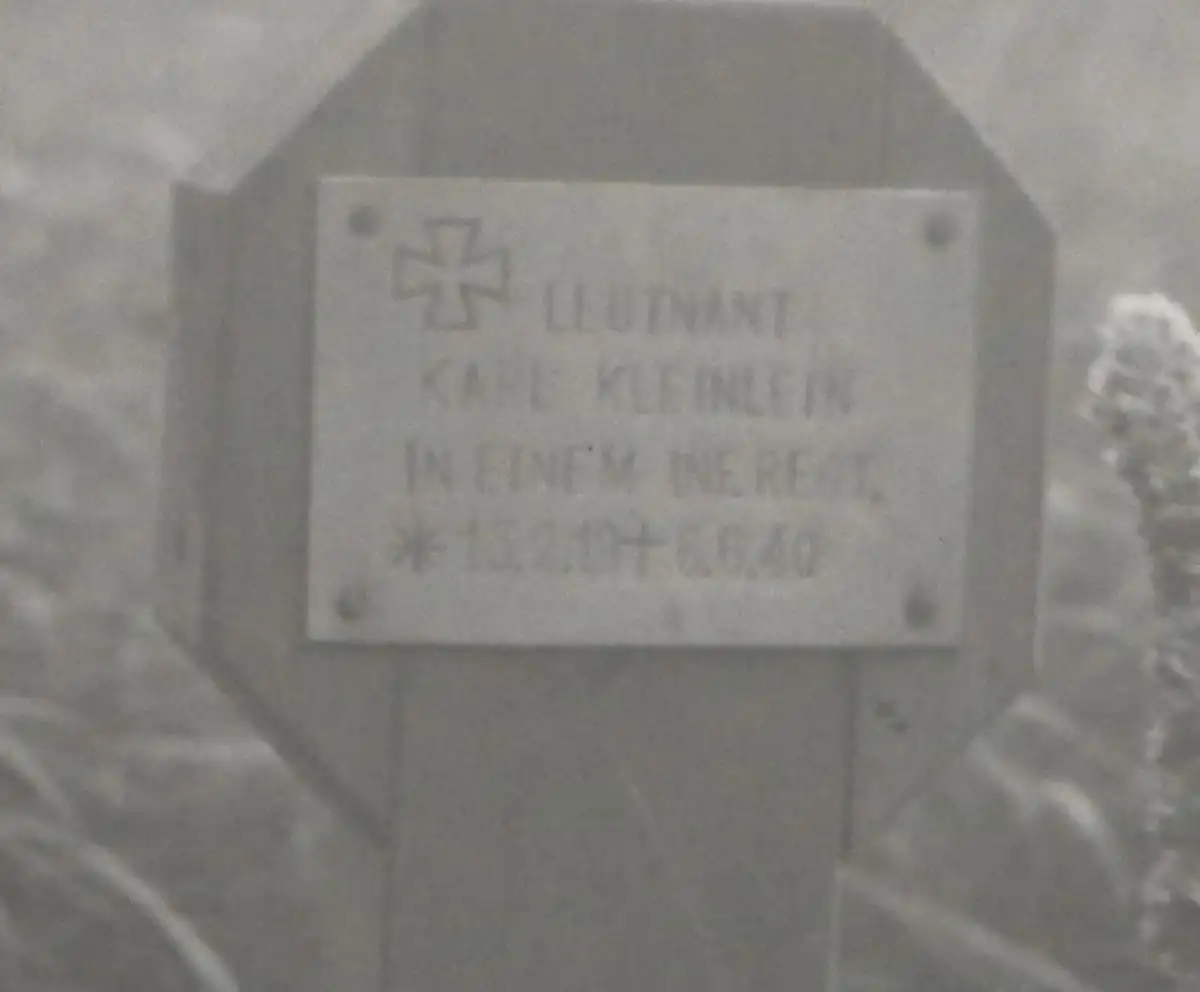 LEUTNANT
KARL KLEINLEIN
IN EINEM INF. REGT.
* 13.2.19 † 6.6.40